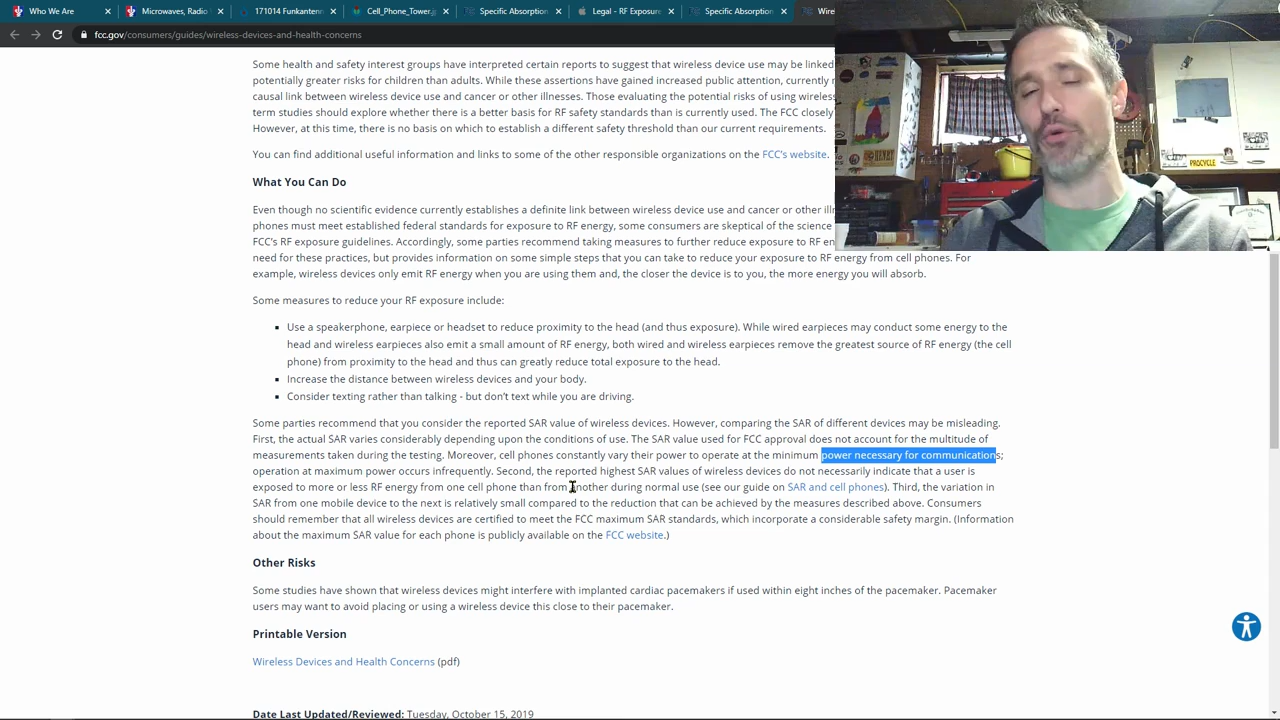 Who We Are
Microwaves, Radio
171014 Funkantenn
Cell_Phone_Tower
Specific Absorption
Legal - RF Exposure
Specific Absorption
Wire
fcc.gov/consumers/guides/wireless-devices-and-health-concerns
Some health and safety interest groups have interpreted certain reports to suggest that wireless device use may be linked
potentially greater risks for children than adults. While these assertions have gained increased public attention, currently
causal link between wireless device use and cancer or other illnesses. Those evaluating the potential risks of using wireless
term studies should explore whether there is a better basis for RF safety standards than is currently used. The FCC closely
However, at this time, there is no basis on which to establish a different safety threshold than our current requirements.
You can find additional useful information and links to some of the other responsible organizations on the FCC's website.
What You Can Do
Even though no scientific evidence currently establishes a definite link between wireless device use and cancer or other
phones must meet established federal standards for exposure to RF energy, some consumers are skeptical of the science
FCC's RF exposure guidelines. Accordingly, some parties recommend taking measures to further reduce exposure to RF
need for these practices, but provides information on some simple steps that you can take to reduce your exposure to RF energy from cell phones. For
example, wireless devices only emit RF energy when you are using them and, the closer the device is to you, the more energy you will absorb.
Some measures to reduce your RF exposure include:
Use a speakerphone, earpiece or headset to reduce proximity to the head (and thus exposure). While wired earpieces may conduct some energy to the
head and wireless earpieces also emit a small amount of RF energy, both wired and wireless earpieces remove the greatest source of RF energy (the cell
phone) from proximity to the head and thus can greatly reduce total exposure to the head.
Increase the distance between wireless devices and your body.
Consider texting rather than talking - but don't text while you are driving.
Some parties recommend that you consider the reported SAR value of wireless devices. However, comparing the SAR of different devices may be misleading.
First, the actual SAR varies considerably depending upon the conditions of use. The SAR value used for FCC approval does not account for the multitude of
measurements taken during the testing. Moreover, cell phones constantly vary their power to operate at the minimum power necessary for communications;
operation at maximum power occurs infrequently. Second, the reported highest SAR values of wireless devices do not necessarily indicate that a user is
exposed to more or less RF energy from one cell phone than from another during normal use (see our guide on SAR and cell phones). Third, the variation in
SAR from one mobile device to the next is relatively small compared to the reduction that can be achieved by the measures described above. Consumers
should remember that all wireless devices are certified to meet the FCC maximum SAR standards, which incorporate a considerable safety margin. (Information
about the maximum SAR value for each phone is publicly available on the FCC website.)
Other Risks
Some studies have shown that wireless devices might interfere with implanted cardiac pacemakers if used within eight inches of the pacemaker. Pacemaker
users may want to avoid placing or using a wireless device this close to their pacemaker.
Printable Version
Wireless Devices and Health Concerns (pdf)
Date Last Updated/Reviewed: Tuesday, October 15, 2019
PROCYCLE